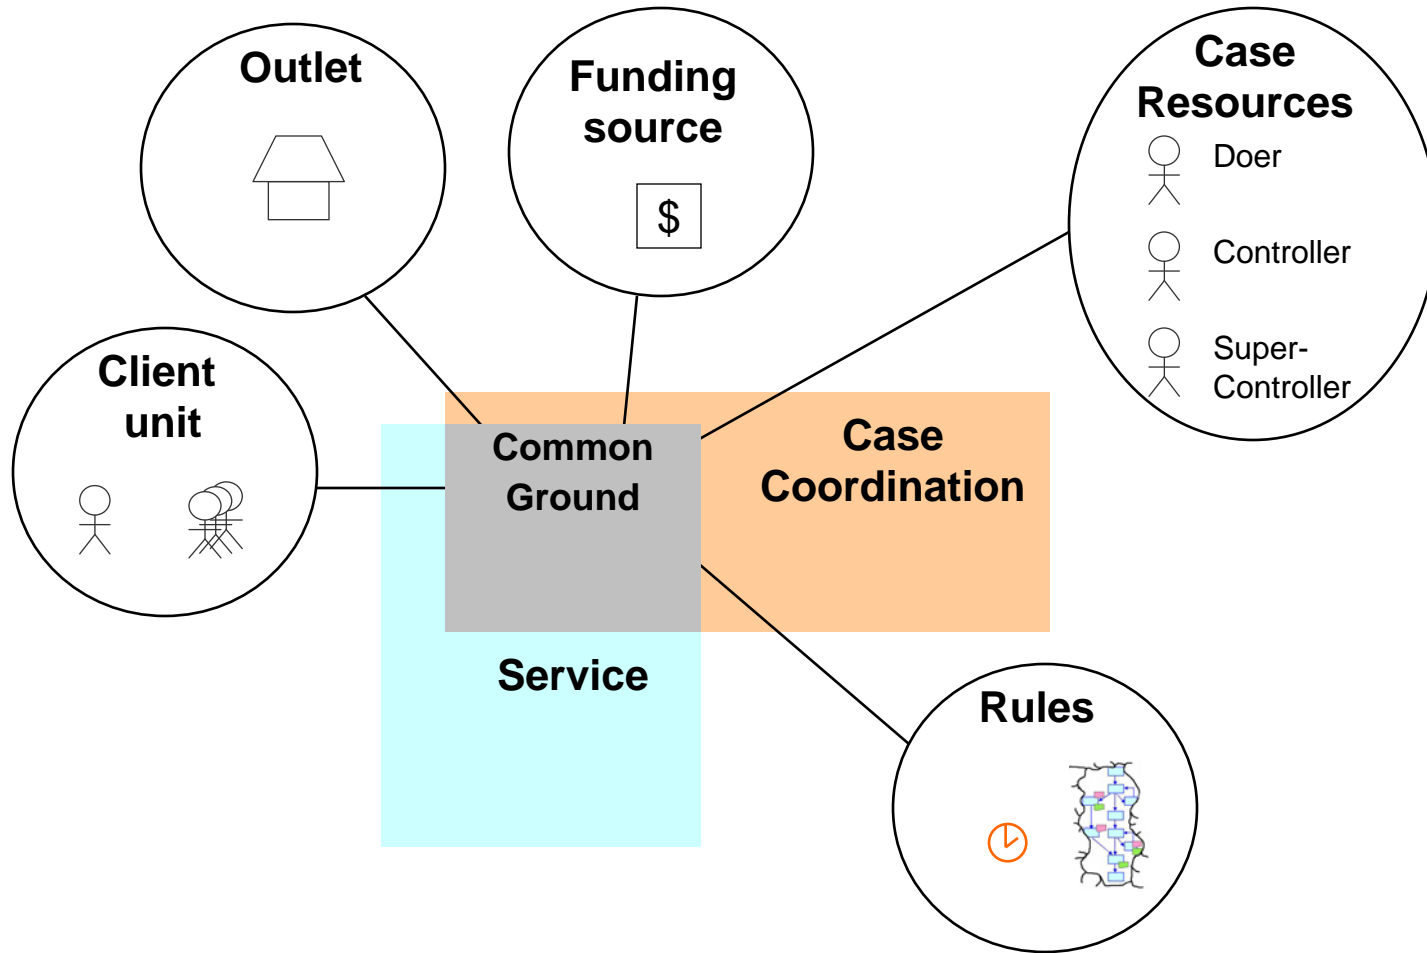 Outlet
Funding
source
$
Case
Resources
Doer
Controller
Super-
Controller
Client
unit
Common
Ground
Case
Coordination
Service
Rules